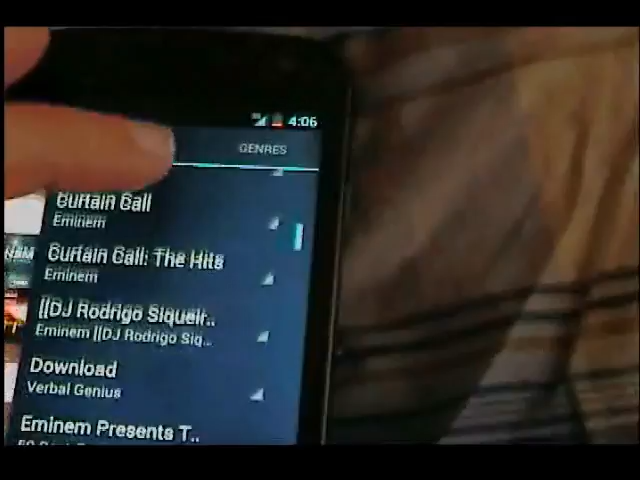 4:06
GENRES
Curtain Call
Eminem
Curtain Call: The Hits
Eminem
[[DJ Rodrigo Siqueir..
Eminem [[DJ Rodrigo Siq...
Download
Verbal Genius
Eminem Presents T..